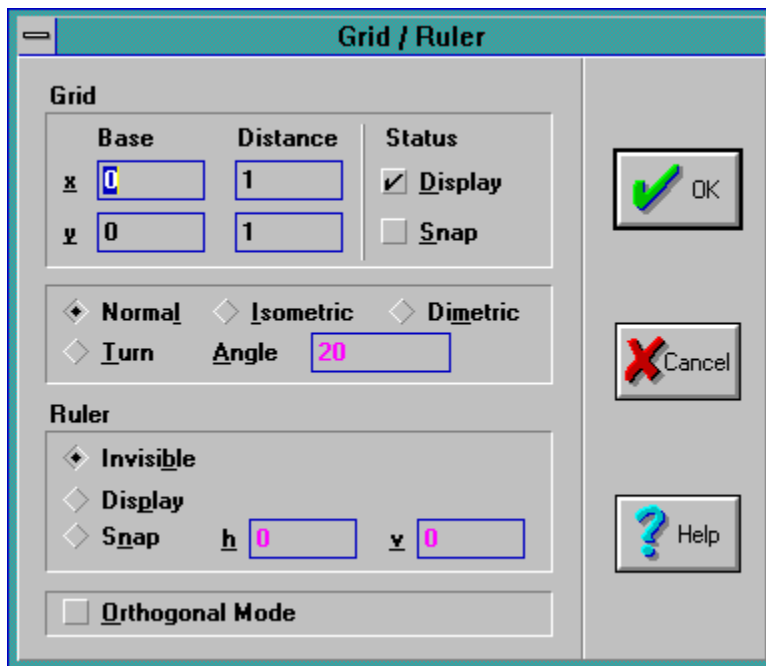 Grid / Ruler
Grid
Base Distance Status
x 0 1 Display
y 0 1 Snap
Normal Isometric Dimetric
Turn Angle 20
Ruler
Invisible
Display
Snap h 0 v 0
Orthogonal Mode
OK
Cancel
Help